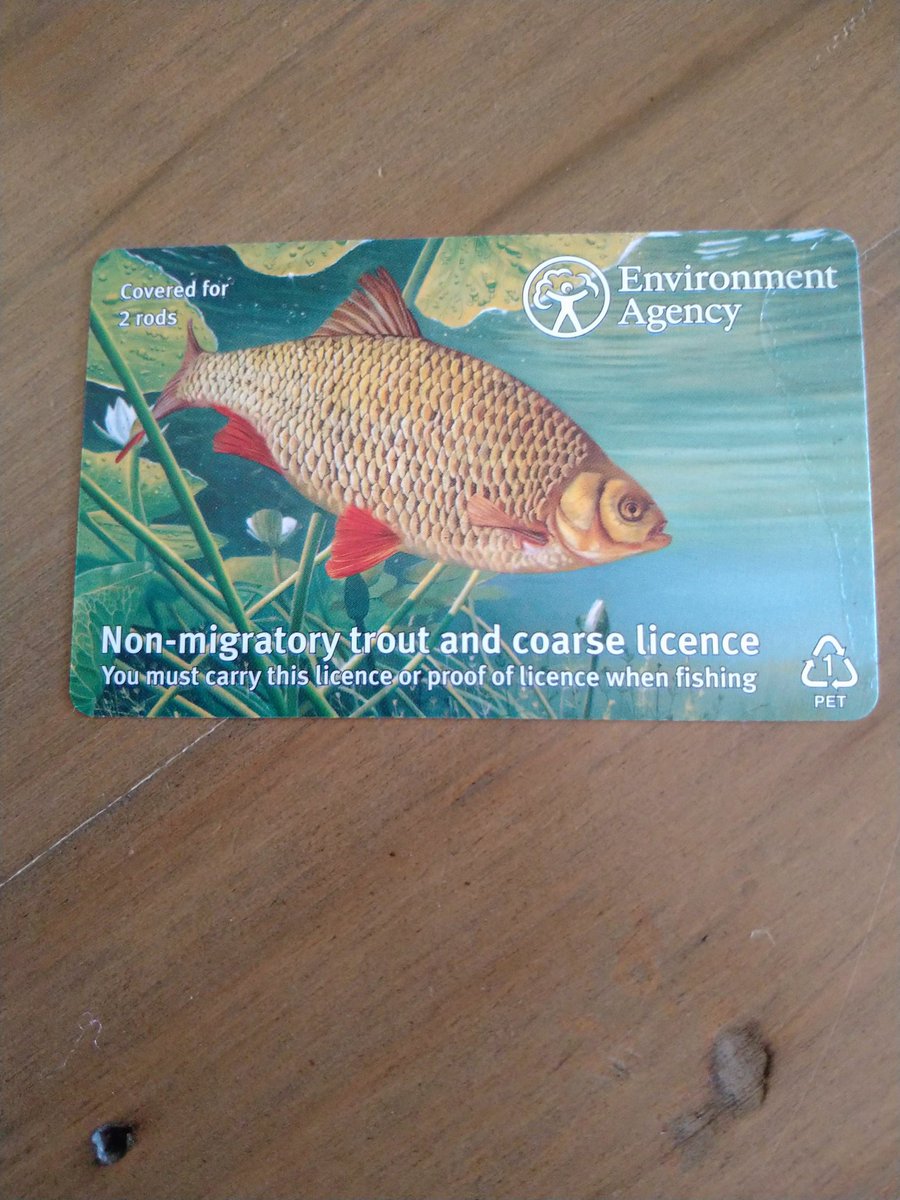 Covered for
2 rods
Environment
Agency
Non-migratory trout and coarse licence
You must carry this licence or proof of licence when fishing
1
PET